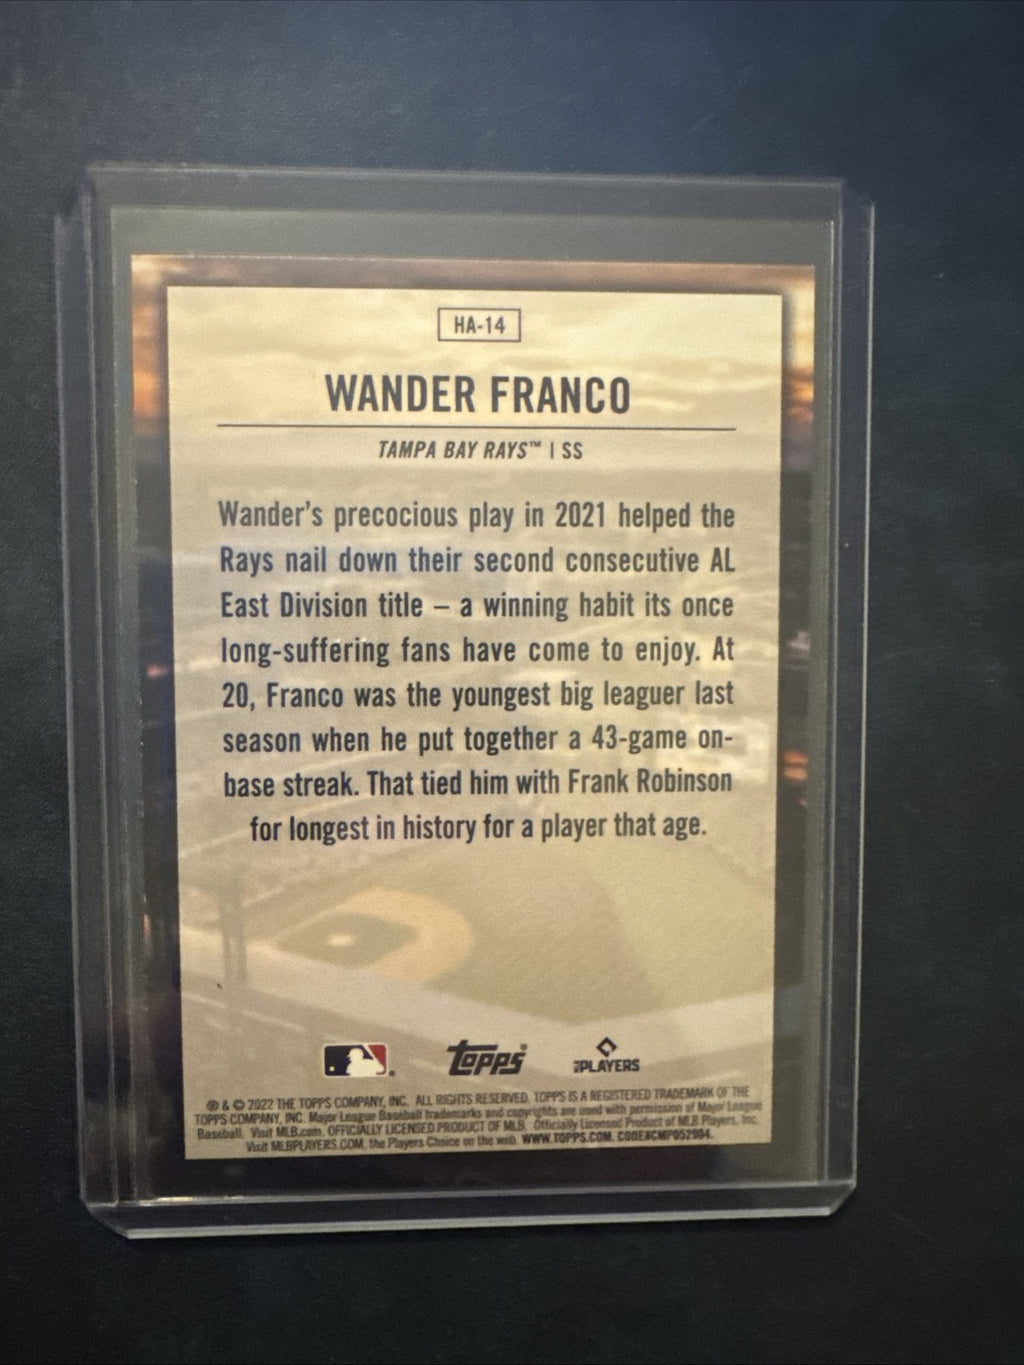 HA-14
WANDER FRANCO
TAMPA BAY RAYS™ | SS
Wander's precocious play in 2021 helped the
Rays nail down their second consecutive AL
East Division title – a winning habit its once
long-suffering fans have come to enjoy. At
20, Franco was the youngest big leaguer last
season when he put together a 43-game on-
base streak. That tied him with Frank Robinson
for longest in history for a player that age.
Topps®
PLAYERS
® & © 2022 THE TOPPS COMPANY, INC. ALL RIGHTS RESERVED. TOPPS IS A REGISTERED TRADEMARK OF THE
TOPPS COMPANY, INC. Major League Baseball trademarks and copyrights are used with permission of Major League
Baseball. Visit MLB.com. OFFICIALLY LICENSED PRODUCT OF MLB. Officially Licensed Product of MLB Players, Inc.
Visit MLBPLAYERS.COM, the Players Choice on the web. WWW.TOPPS.COM. CODE#CMP052904.